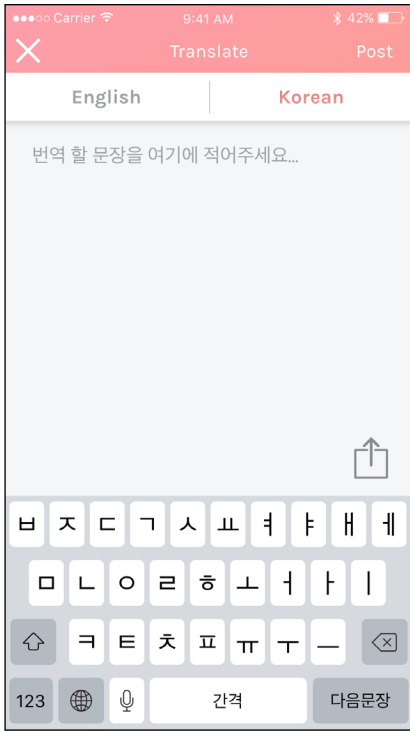 Carrier 9:41 AM 42%
Translate Post
English Korean
번역 할 문장을 여기에 적어주세요...
ㅂ ㅈ ㄷ ㄱ ㅅ ㅛ ㅕ ㅑ ㅐ ㅔ
ㅁ ㄴ ㅇ ㄹ ㅎ ㅗ ㅓ ㅏ ㅣ
ㅋ ㅌ ㅊ ㅍ ㅠ ㅜ ㅡ
123 간격 다음문장